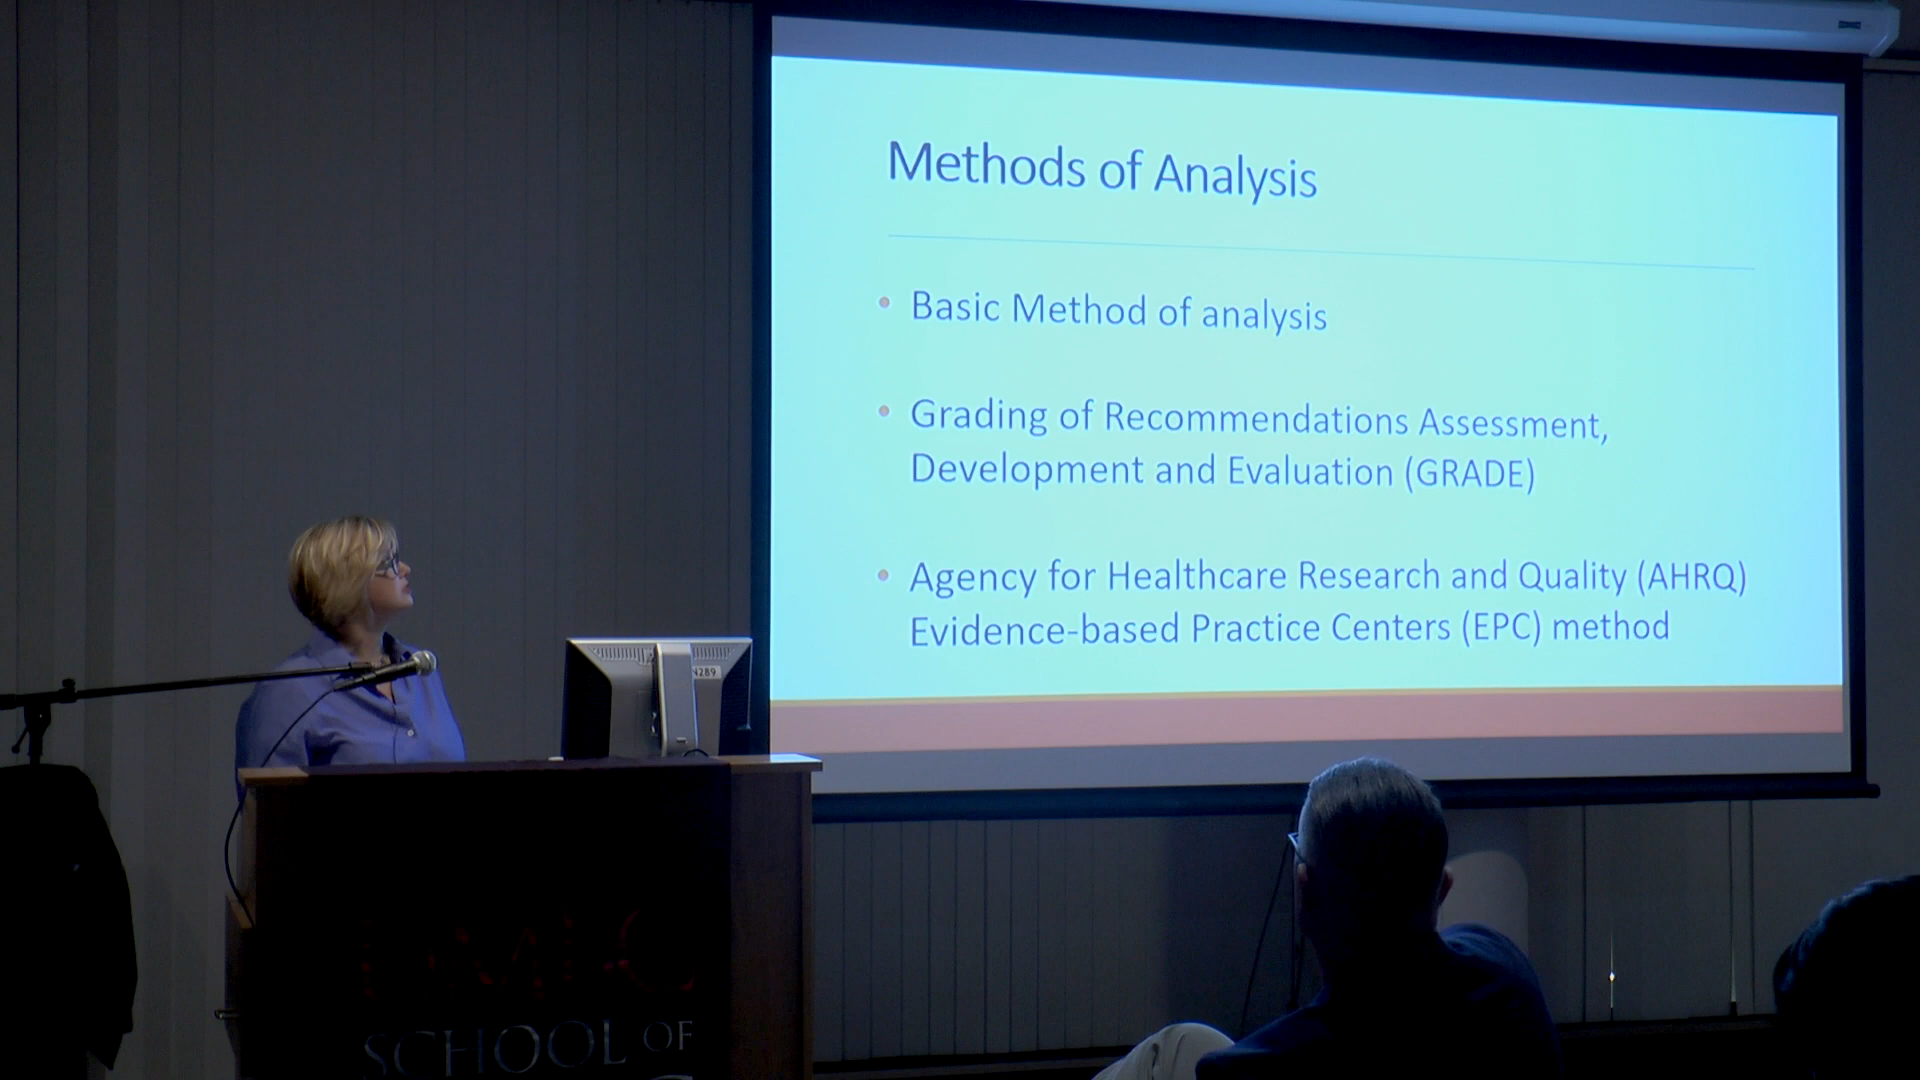 Methods of Analysis
• Basic Method of analysis
• Grading of Recommendations Assessment,
Development and Evaluation (GRADE)
• Agency for Healthcare Research and Quality (AHRQ)
Evidence-based Practice Centers (EPC) method
SCHOOL OF